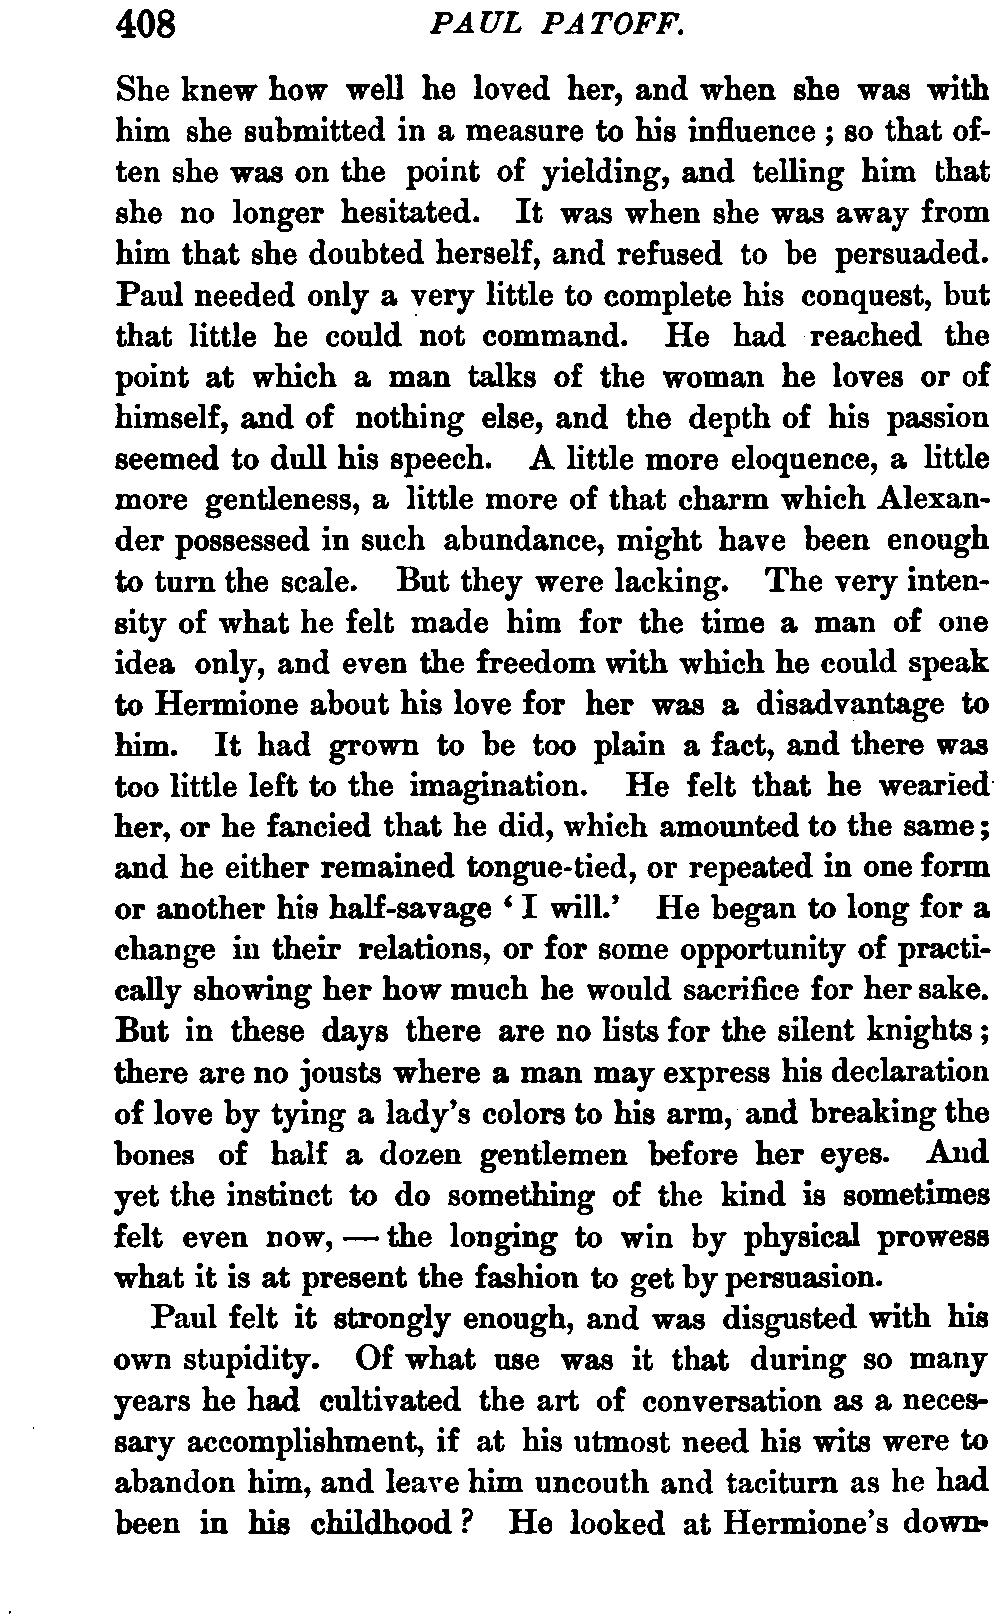 408 PAUL PATOFF.
She knew how well he loved her, and when she was with
him she submitted in a measure to his influence ; so that of-
ten she was on the point of yielding, and telling him that
she no longer hesitated. It was when she was away from
him that she doubted herself, and refused to be persuaded.
Paul needed only a very little to complete his conquest, but
that little he could not command. He had reached the
point at which a man talks of the woman he loves or of
himself, and of nothing else, and the depth of his passion
seemed to dull his speech. A little more eloquence, a little
more gentleness, a little more of that charm which Alexan-
der possessed in such abundance, might have been enough
to turn the scale. But they were lacking. The very inten-
sity of what he felt made him for the time a man of one
idea only, and even the freedom with which he could speak
to Hermione about his love for her was a disadvantage to
him. It had grown to be too plain a fact, and there was
too little left to the imagination. He felt that he wearied
her, or he fancied that he did, which amounted to the same;
and he either remained tongue-tied, or repeated in one form
or another his half-savage ‘ I will.’ He began to long for a
change in their relations, or for some opportunity of practi-
cally showing her how much he would sacrifice for her sake.
But in these days there are no lists for the silent knights ;
there are no jousts where a man may express his declaration
of love by tying a lady’s colors to his arm, and breaking the
bones of half a dozen gentlemen before her eyes. And
yet the instinct to do something of the kind is sometimes
felt even now, — the longing to win by physical prowess
what it is at present the fashion to get by persuasion.
Paul felt it strongly enough, and was disgusted with his
own stupidity. Of what use was it that during so many
years he had cultivated the art of conversation as a neces-
sary accomplishment, if at his utmost need his wits were to
abandon him, and leave him uncouth and taciturn as he had
been in his childhood ? He looked at Hermione’s down-